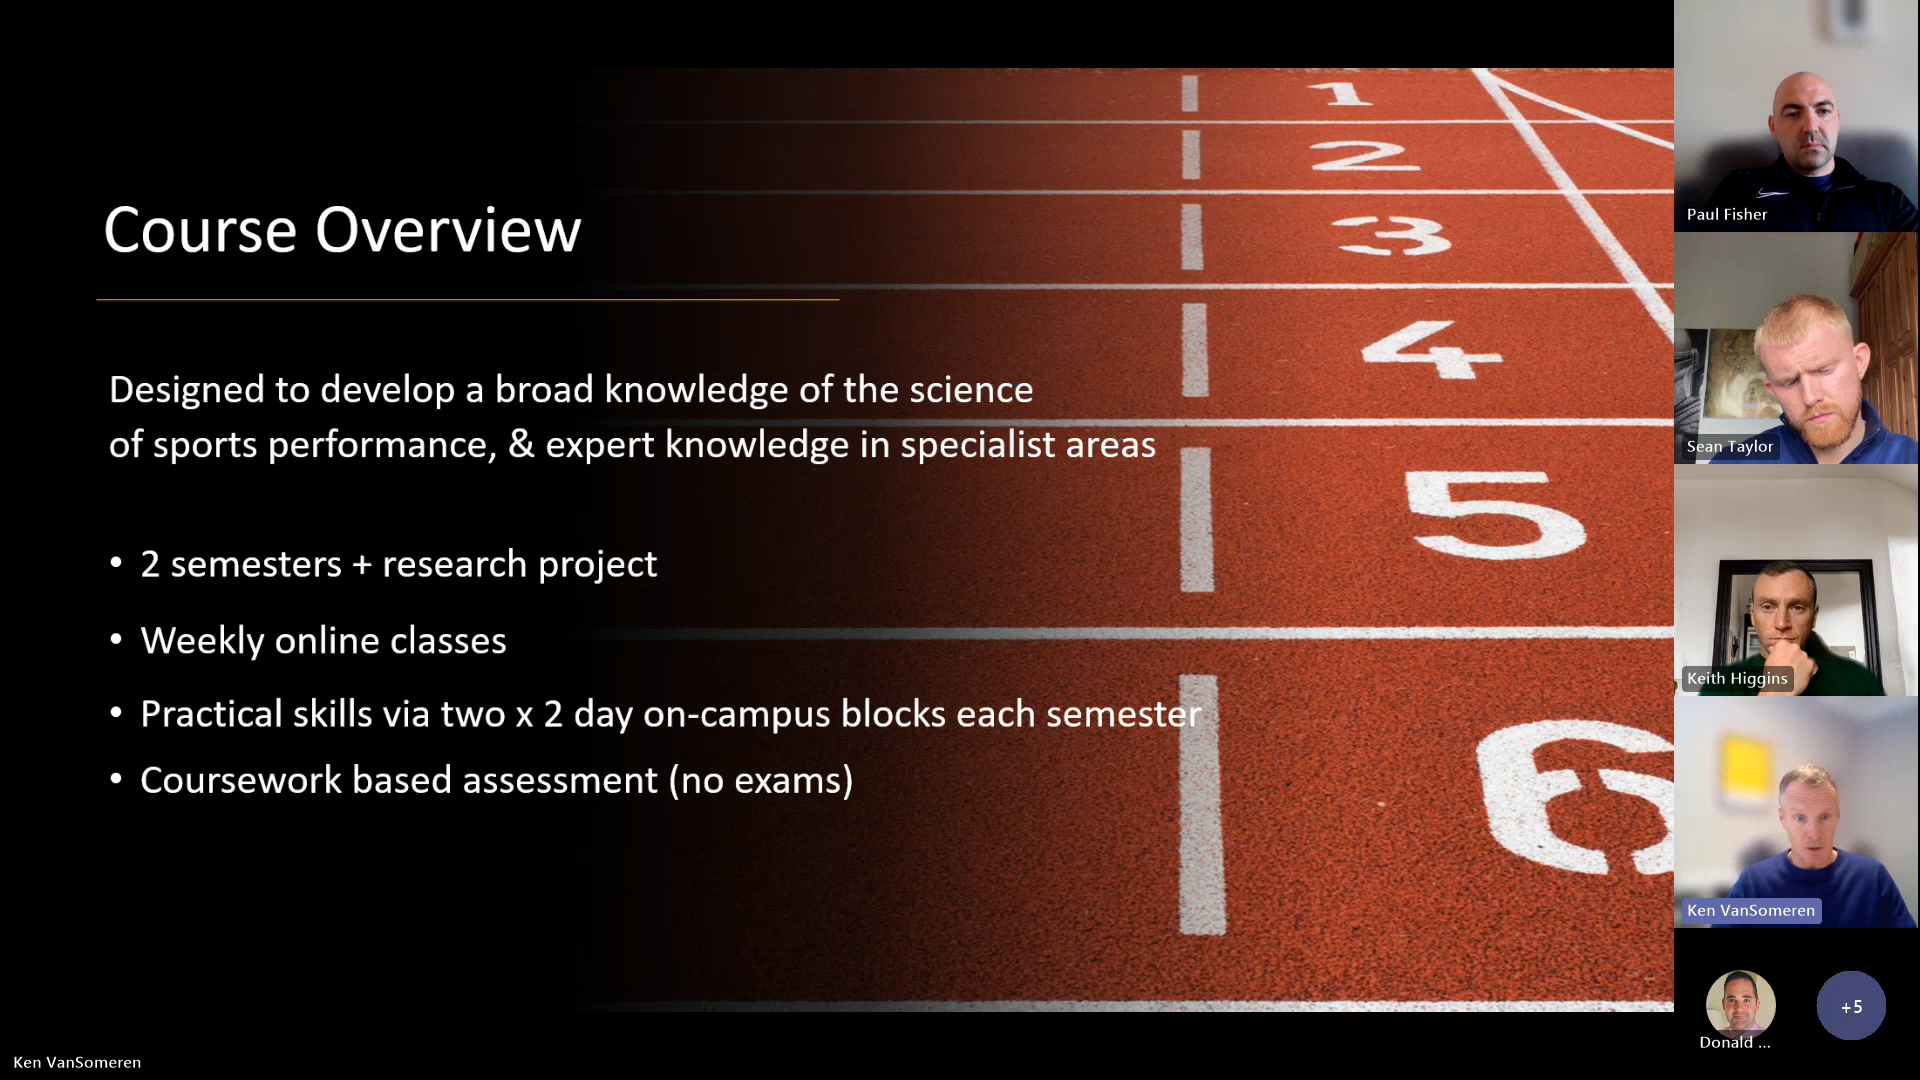 Course Overview
Designed to develop a broad knowledge of the science
of sports performance, & expert knowledge in specialist areas
• 2 semesters + research project
• Weekly online classes
• Practical skills via two x 2 day on-campus blocks each semester
• Coursework based assessment (no exams)
1
2
3
4
5
6
Paul Fisher
Sean Taylor
Keith Higgins
Ken VanSomeren
Donald ...
+5
Ken VanSomeren